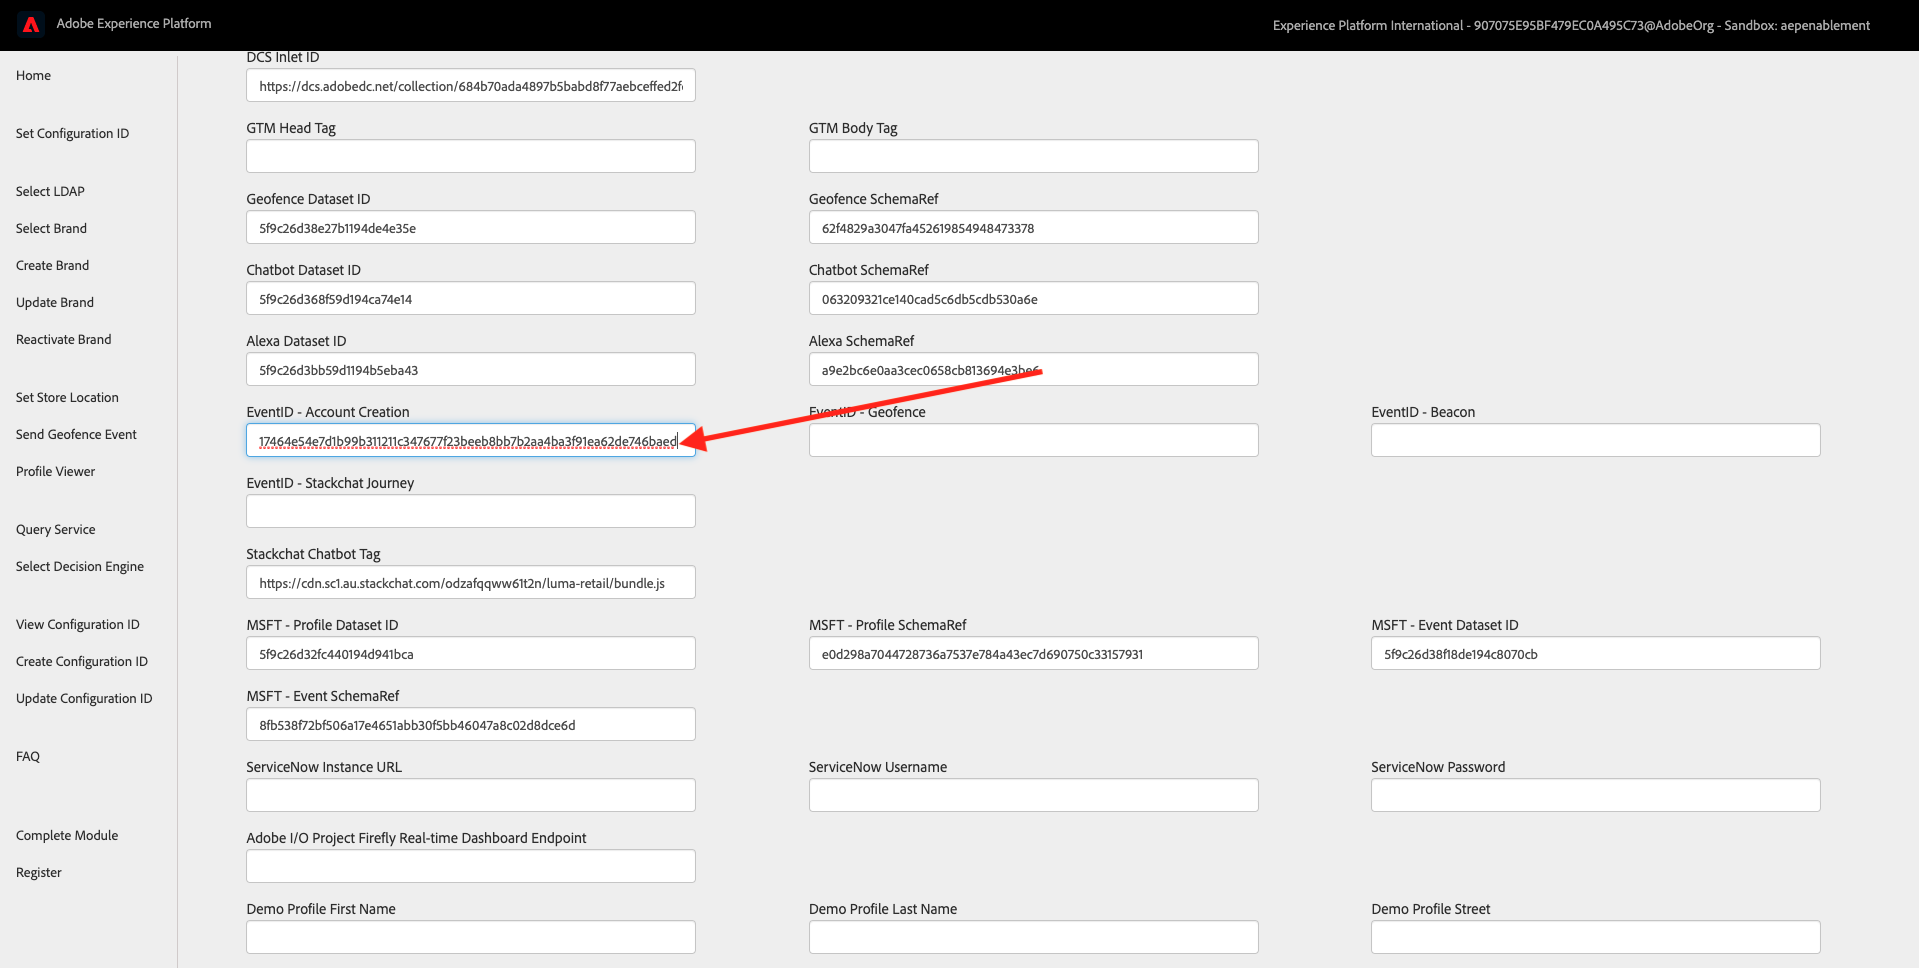 Adobe Experience Platform
Experience Platform International - 907075E95BF479EC0A495C73@AdobeOrg - Sandbox: aepenablement
Home
Set Configuration ID
Select LDAP
Select Brand
Create Brand
Update Brand
Reactivate Brand
Set Store Location
Send Geofence Event
Profile Viewer
Query Service
Select Decision Engine
View Configuration ID
Create Configuration ID
Update Configuration ID
FAQ
Complete Module
Register
DCS Inlet ID
https://dcs.adobedc.net/collection/684b70ada4897b5babd8f77aebceffed2f
GTM Head Tag
GTM Body Tag
Geofence Dataset ID
Geofence SchemaRef
5f9c26d38e27b1194de4e35e
62f4829a3047fa452619854948473378
Chatbot Dataset ID
Chatbot SchemaRef
5f9c26d368f59d194ca74e14
063209321ce140cad5c6db5cdb530a6e
Alexa Dataset ID
Alexa SchemaRef
5f9c26d3bb59d1194b5eba43
a9e2bc6e0aa3cec0658cb813694e3be6
EventID - Account Creation
EventID - Geofence
EventID - Beacon
17464e54e7d1b99b311211c347677f23beeb8bb7b2aa4ba3f91ea62de746baed
EventID - Stackchat Journey
Stackchat Chatbot Tag
https://cdn.sc1.au.stackchat.com/odzafqqww61t2n/luma-retail/bundle.js
MSFT - Profile Dataset ID
MSFT - Profile SchemaRef
MSFT - Event Dataset ID
5f9c26d32fc440194d941bca
e0d298a7044728736a7537e784a43ec7d690750c33157931
5f9c26d38f18de194c8070cb
MSFT - Event SchemaRef
8fb538f72bf506a17e4651abb30f5bb46047a8c02d8dce6d
ServiceNow Instance URL
ServiceNow Username
ServiceNow Password
Adobe I/O Project Firefly Real-time Dashboard Endpoint
Demo Profile First Name
Demo Profile Last Name
Demo Profile Street